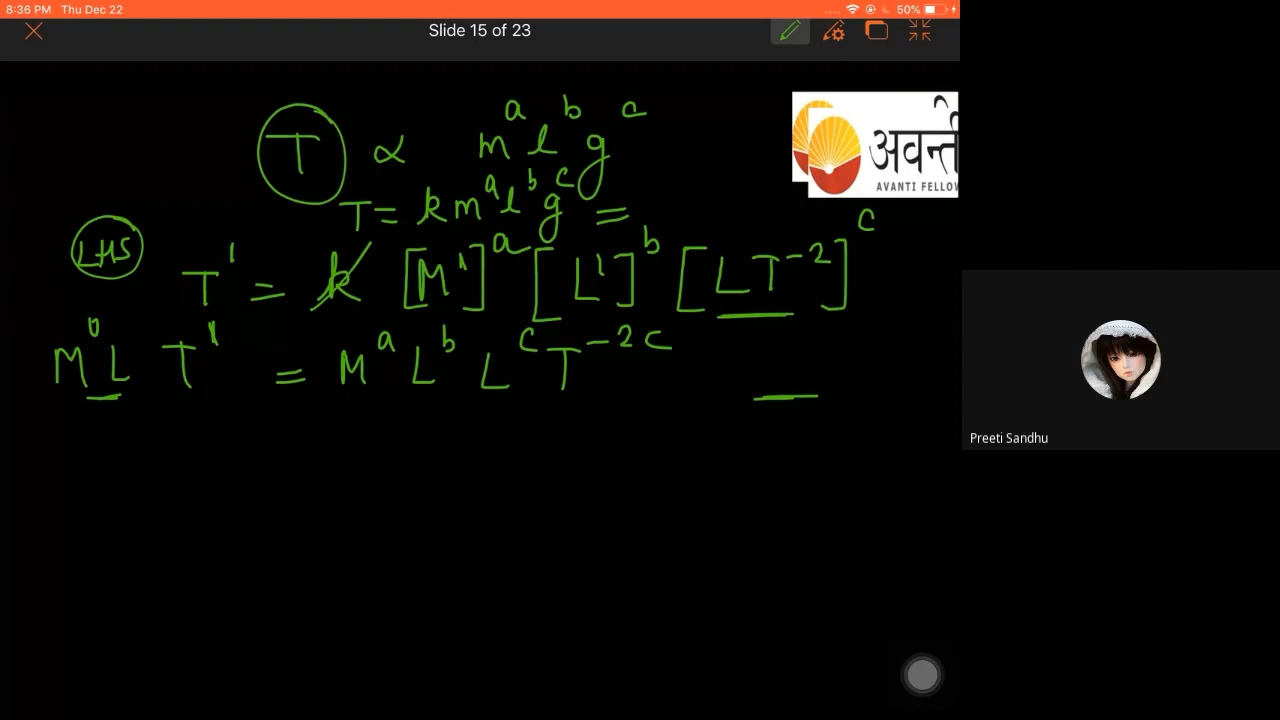 8:36 PM Thu Dec 22
50%
Slide 15 of 23
T ∝ m^a l^b g^c
अवन्ती
AVANTI FELLOW
T = k m^a l^b g^c =
LHS
T^1 = k [M^1]^a [L^1]^b [LT^-2]^c
M^0 L T^1 = M^a L^b L^c T^-2c
Preeti Sandhu